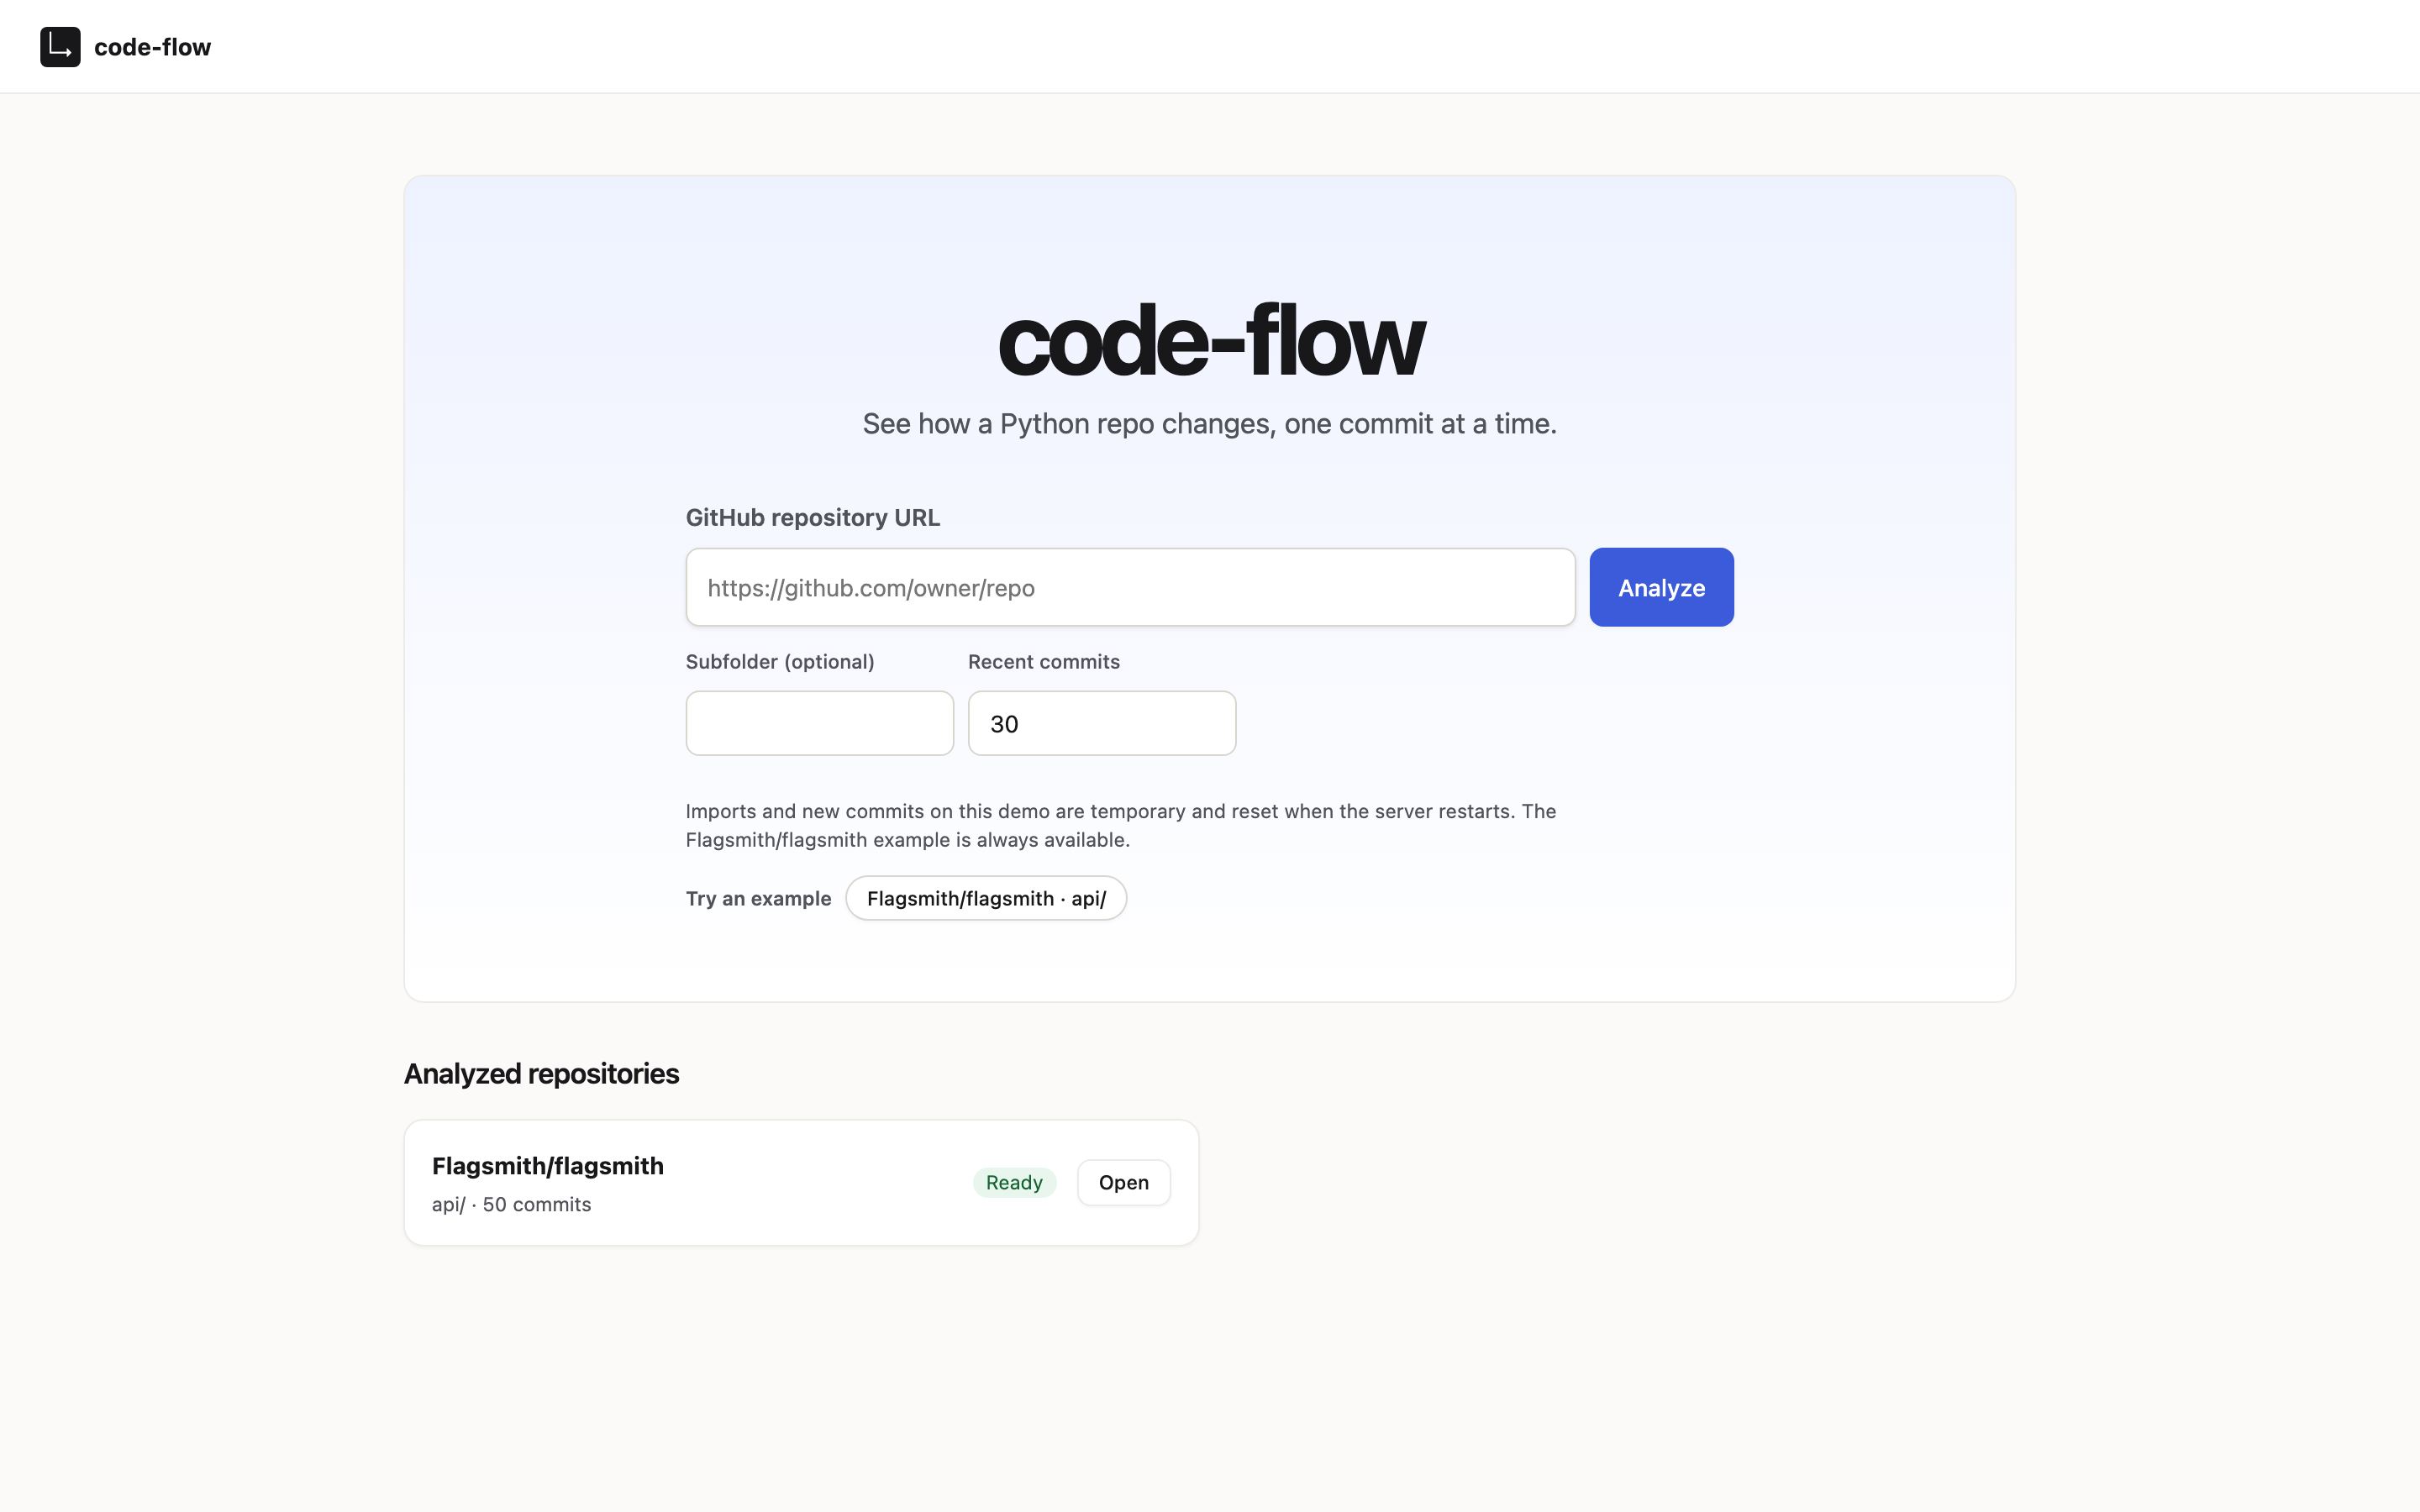 code-flow
code-flow
See how a Python repo changes, one commit at a time.
GitHub repository URL
https://github.com/owner/repo
Analyze
Subfolder (optional)
Recent commits
30
Imports and new commits on this demo are temporary and reset when the server restarts. The
Flagsmith/flagsmith example is always available.
Try an example
Flagsmith/flagsmith · api/
Analyzed repositories
Flagsmith/flagsmith
api/ · 50 commits
Ready
Open